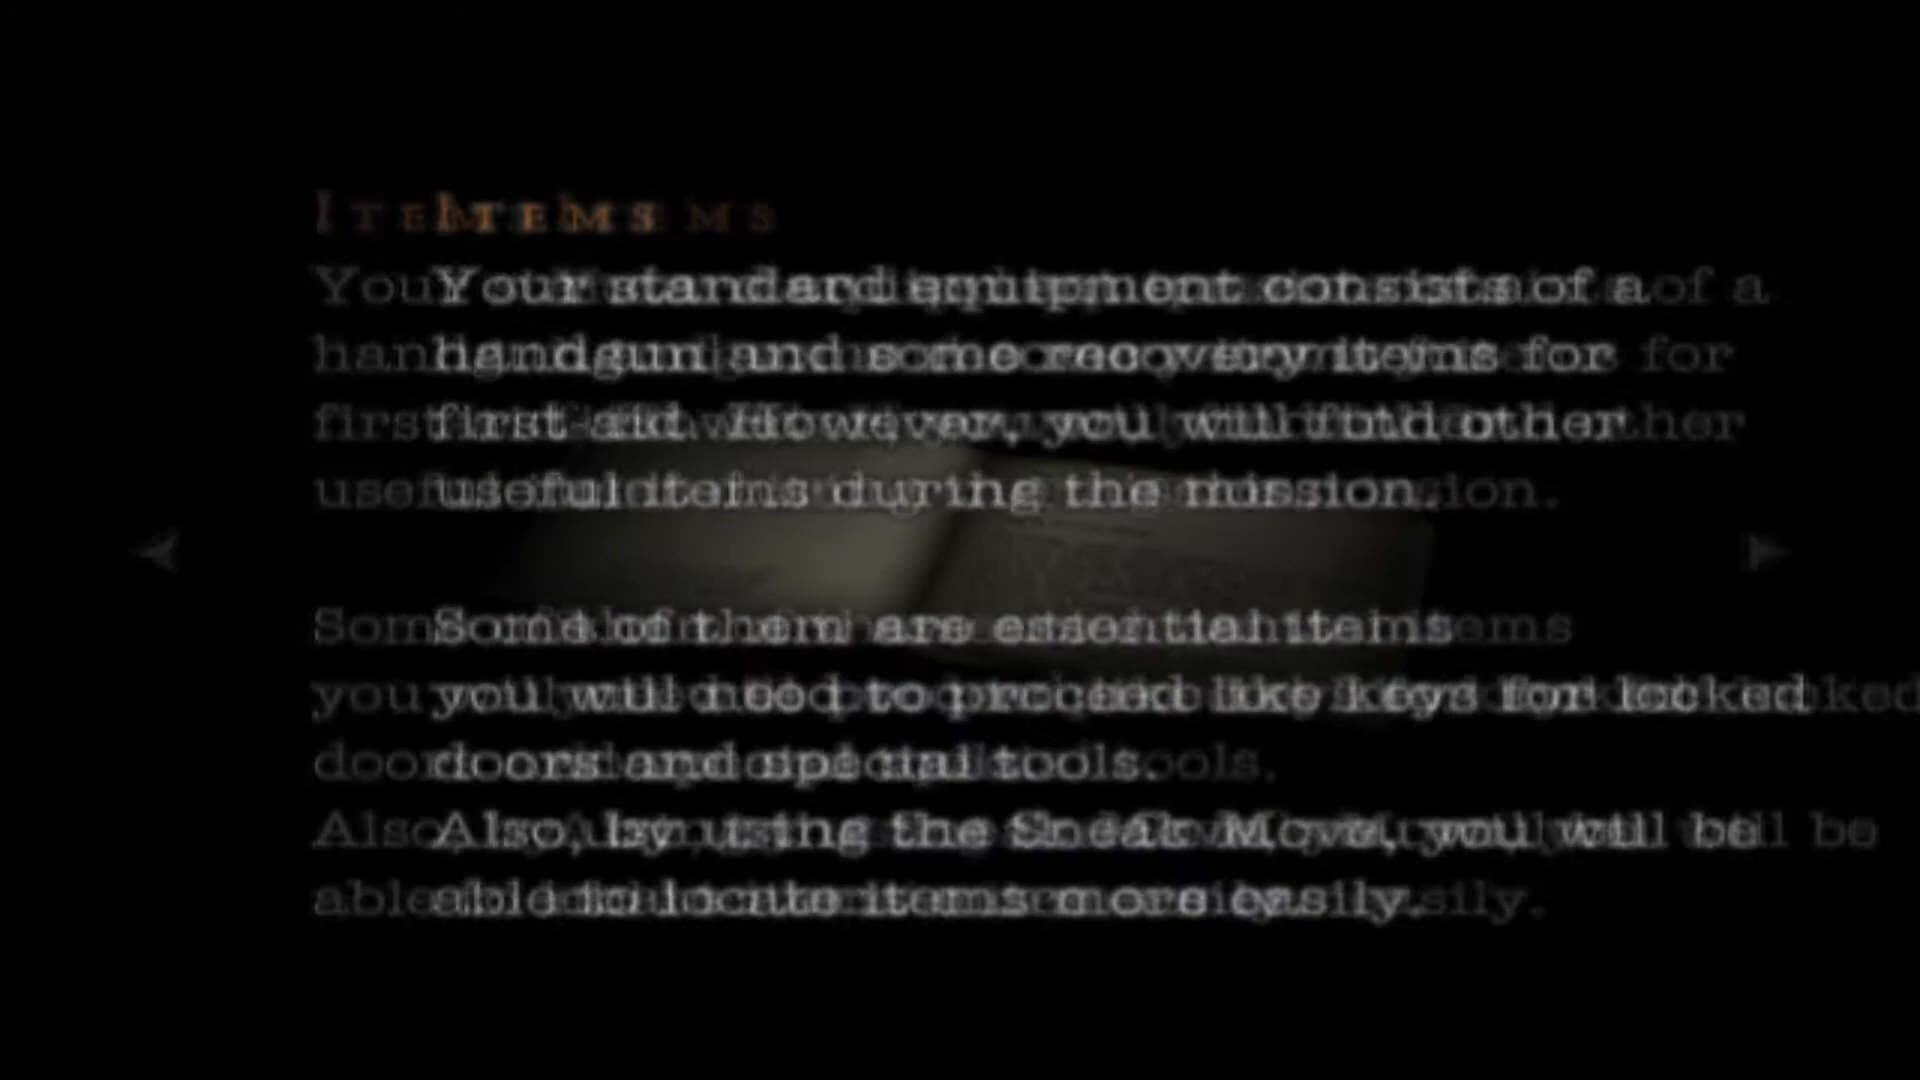 Items
Your standard equipment consists of a
handgun and some recovery items for
first aid. However, you will find other
useful items during the mission.
Some of them are essential items
you will need to proceed like keys for locked
doors and special tools.
Also, by using the Sneak Move, you will be
able to locate items more easily.